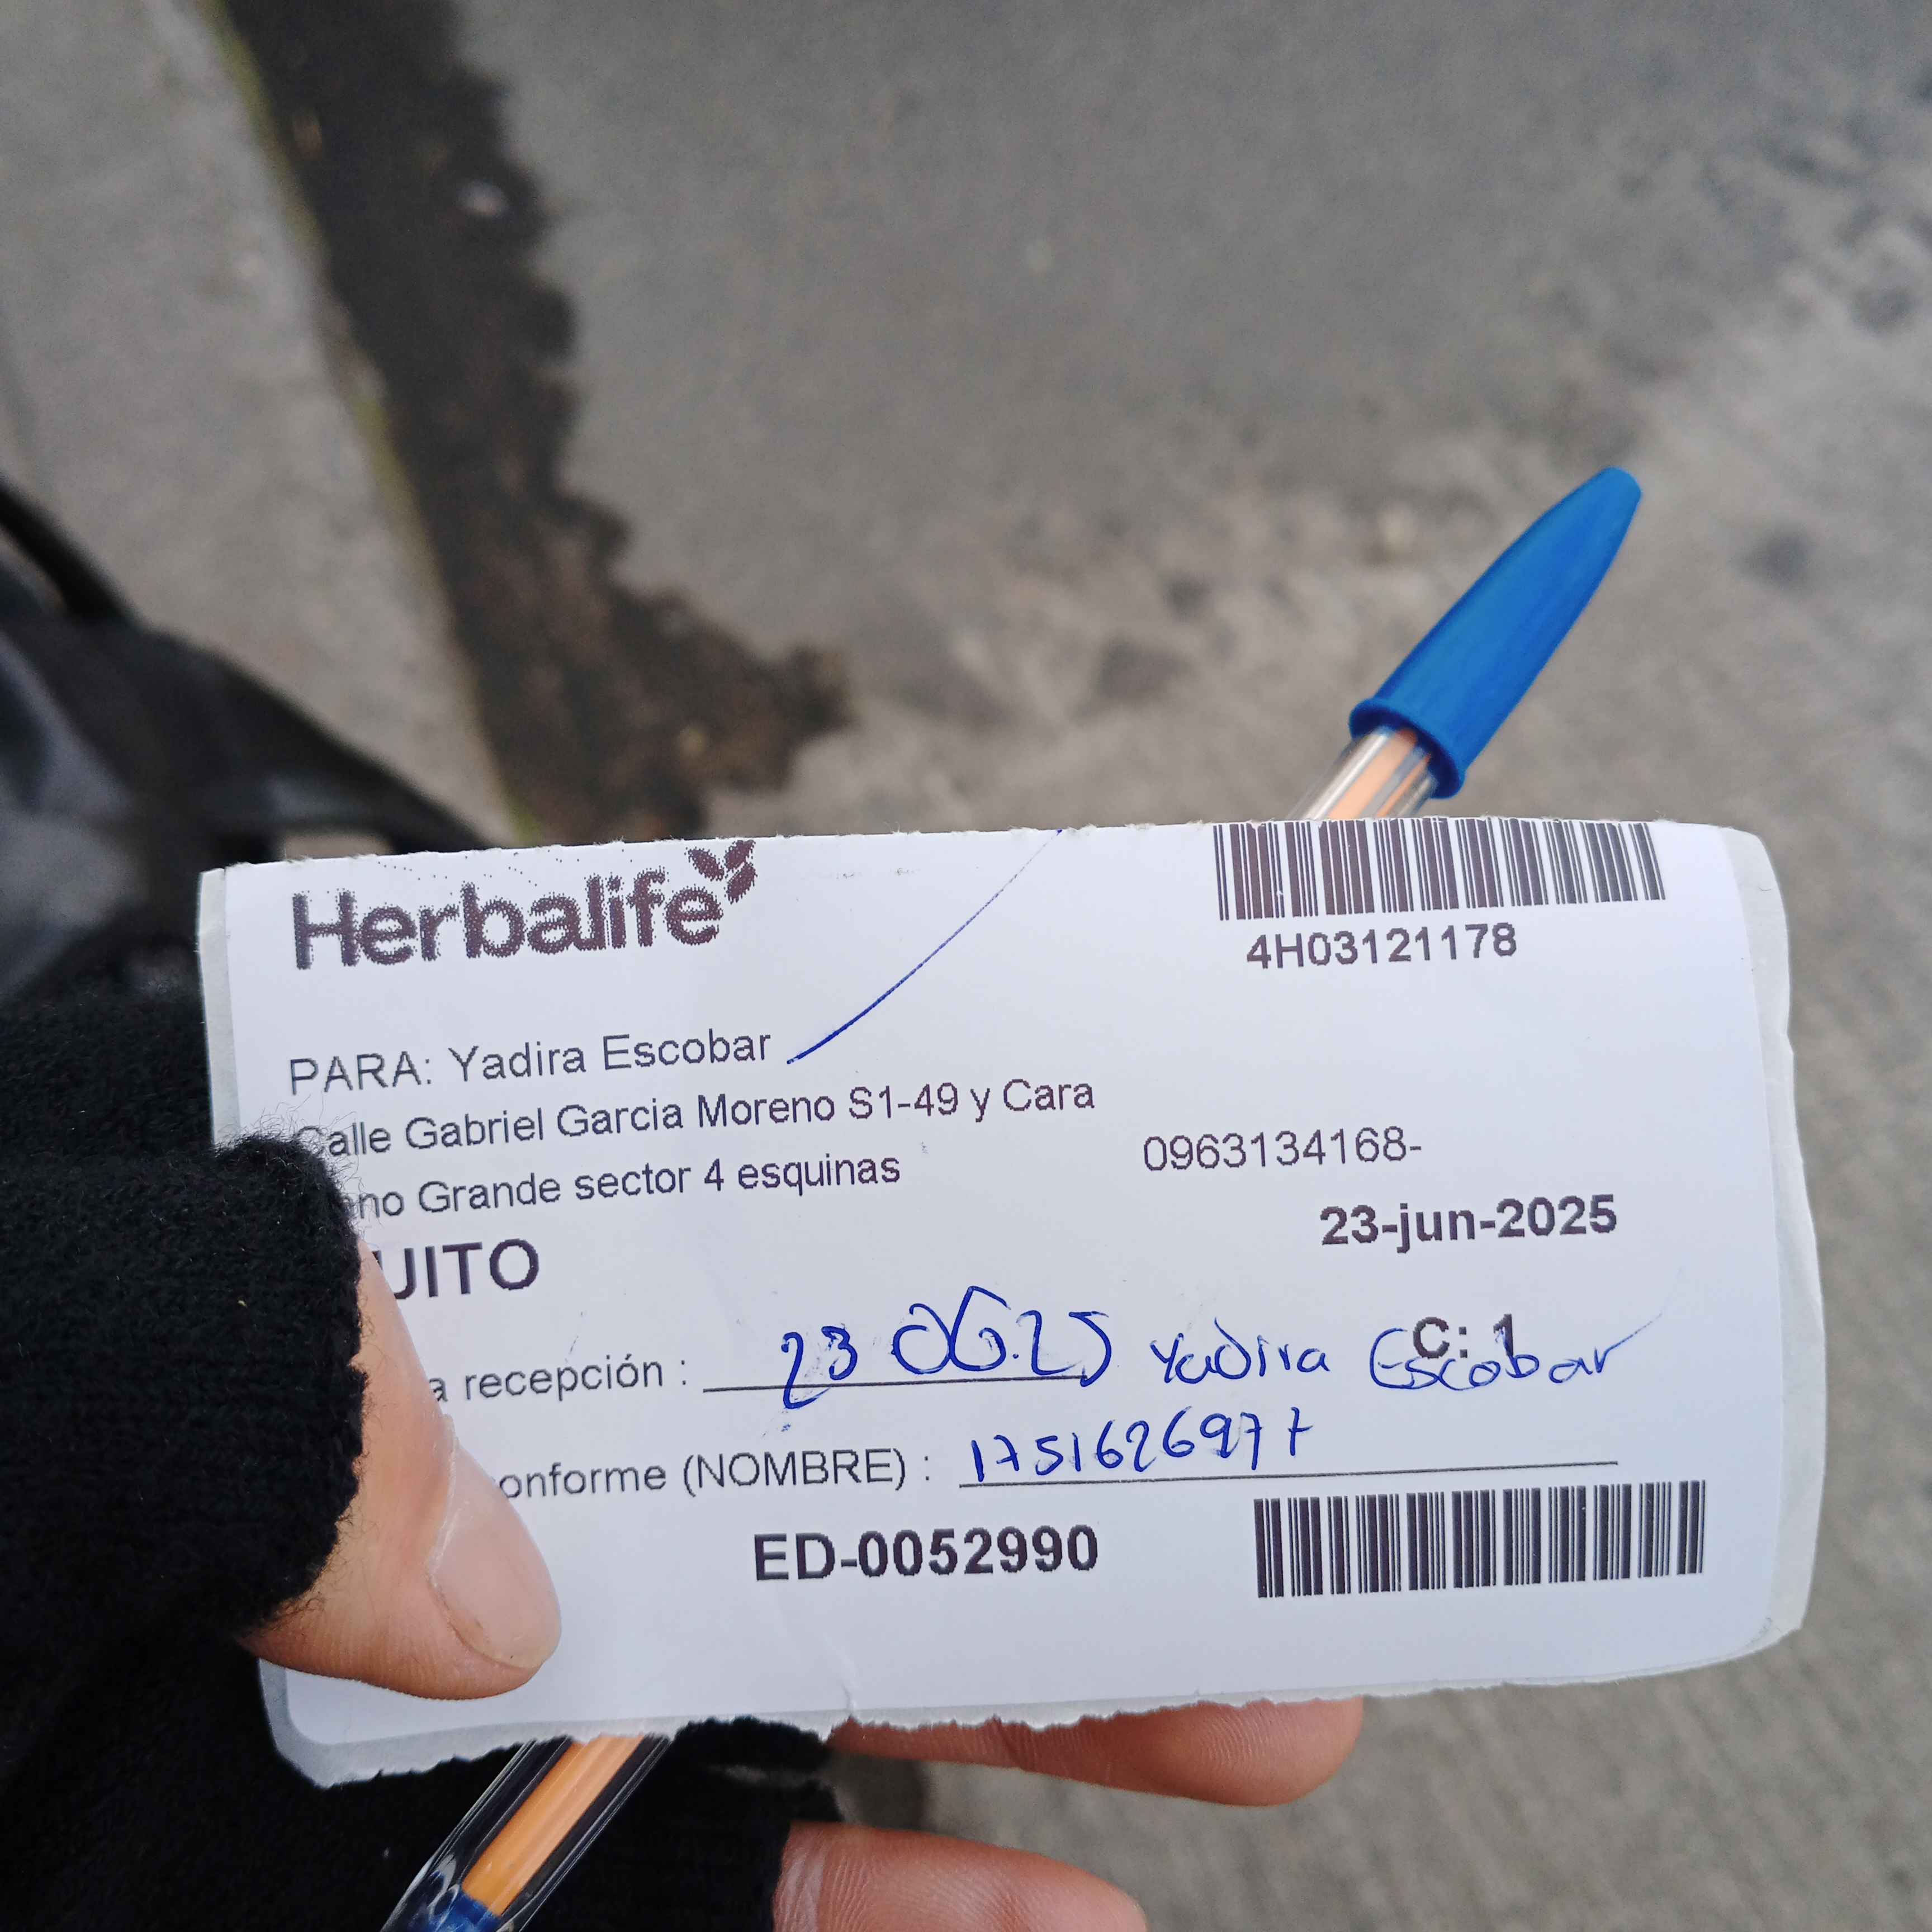 Herbalife
4H03121178
PARA: Yadira Escobar
Calle Gabriel Garcia Moreno S1-49 y Cara
no Grande sector 4 esquinas
0963134168-
23-jun-2025
UITO
C: 1
a recepción : 23 06.25 Yadira Escobar
onforme (NOMBRE) : 1751626977
ED-0052990